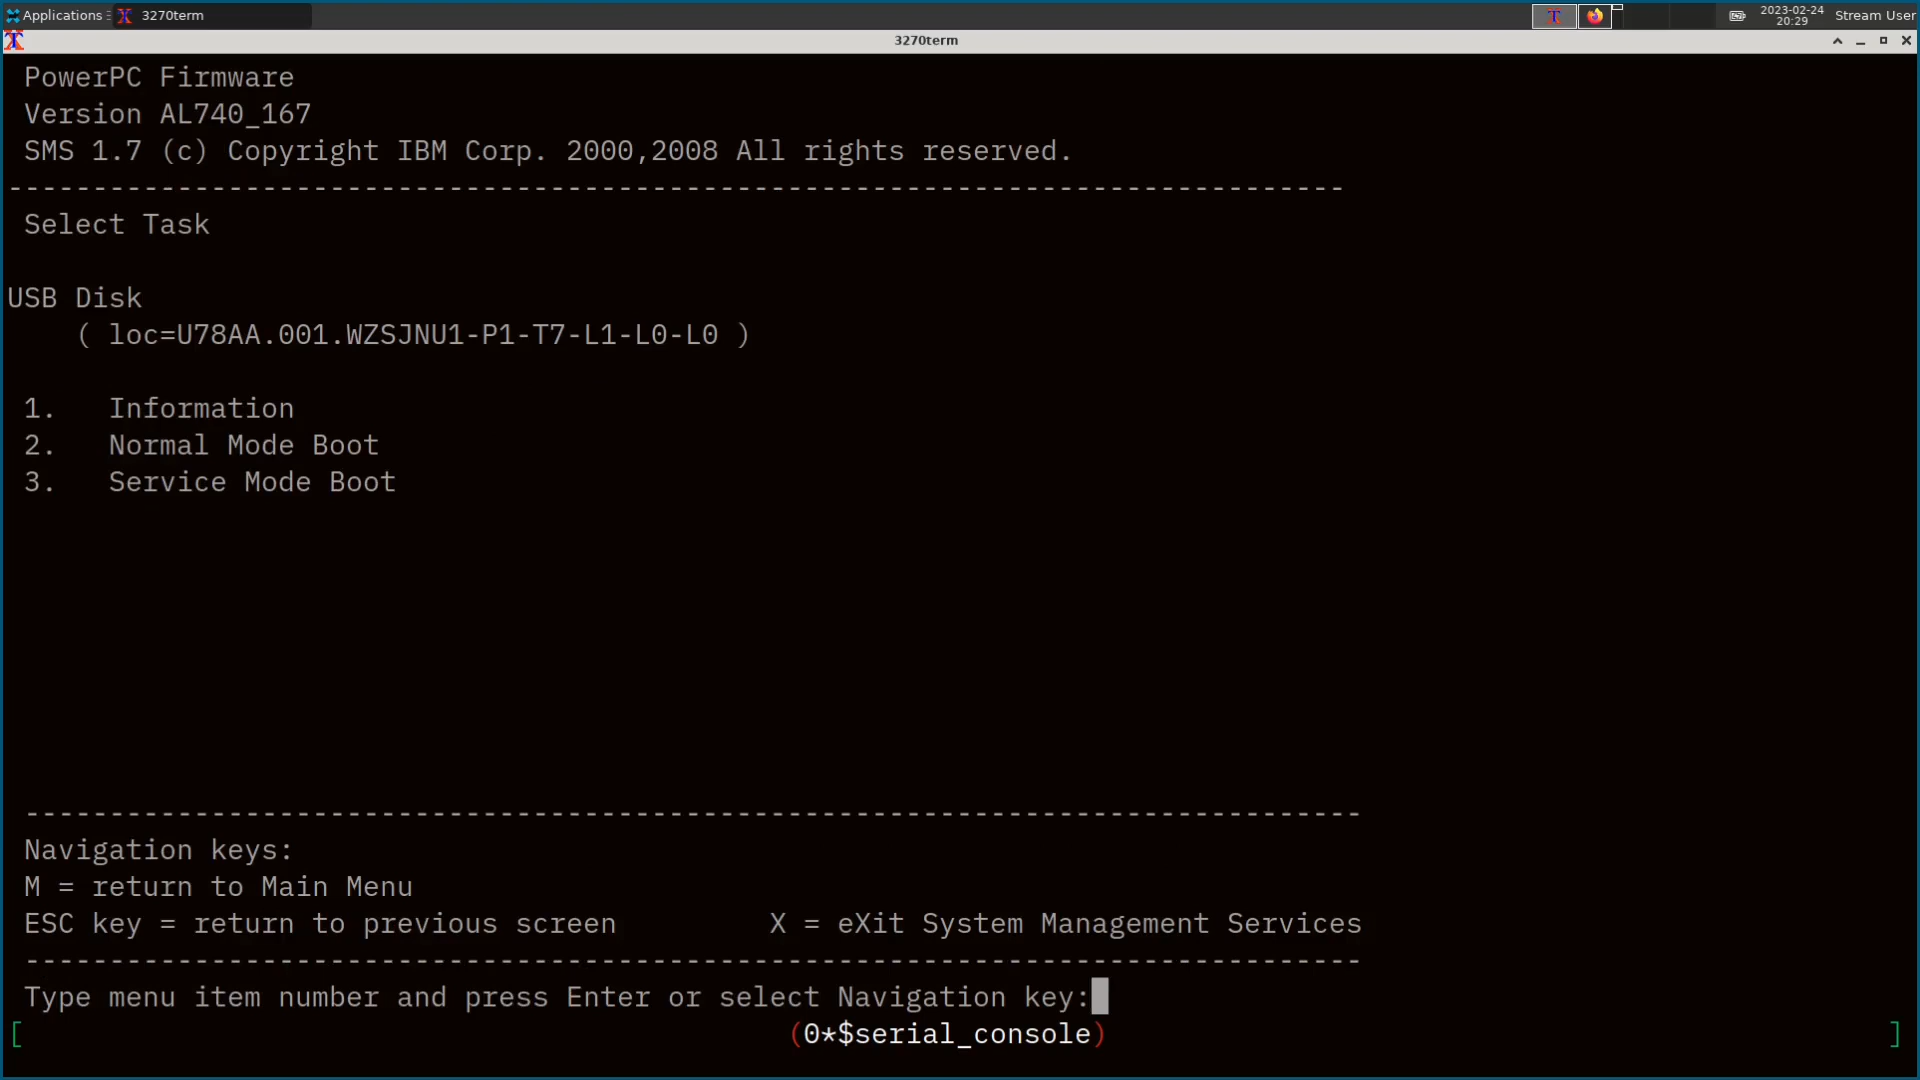 Applications
3270term
2023-02-24
20:29
Stream User
3270term
PowerPC Firmware
Version AL740_167
SMS 1.7 (c) Copyright IBM Corp. 2000,2008 All rights reserved.
-------------------------------------------------------------------------------
Select Task
USB Disk
( loc=U78AA.001.WZSJNU1-P1-T7-L1-L0-L0 )
1.   Information
2.   Normal Mode Boot
3.   Service Mode Boot
-------------------------------------------------------------------------------
Navigation keys:
M = return to Main Menu
ESC key = return to previous screen         X = eXit System Management Services
-------------------------------------------------------------------------------
Type menu item number and press Enter or select Navigation key:
[ (0*$serial_console) ]